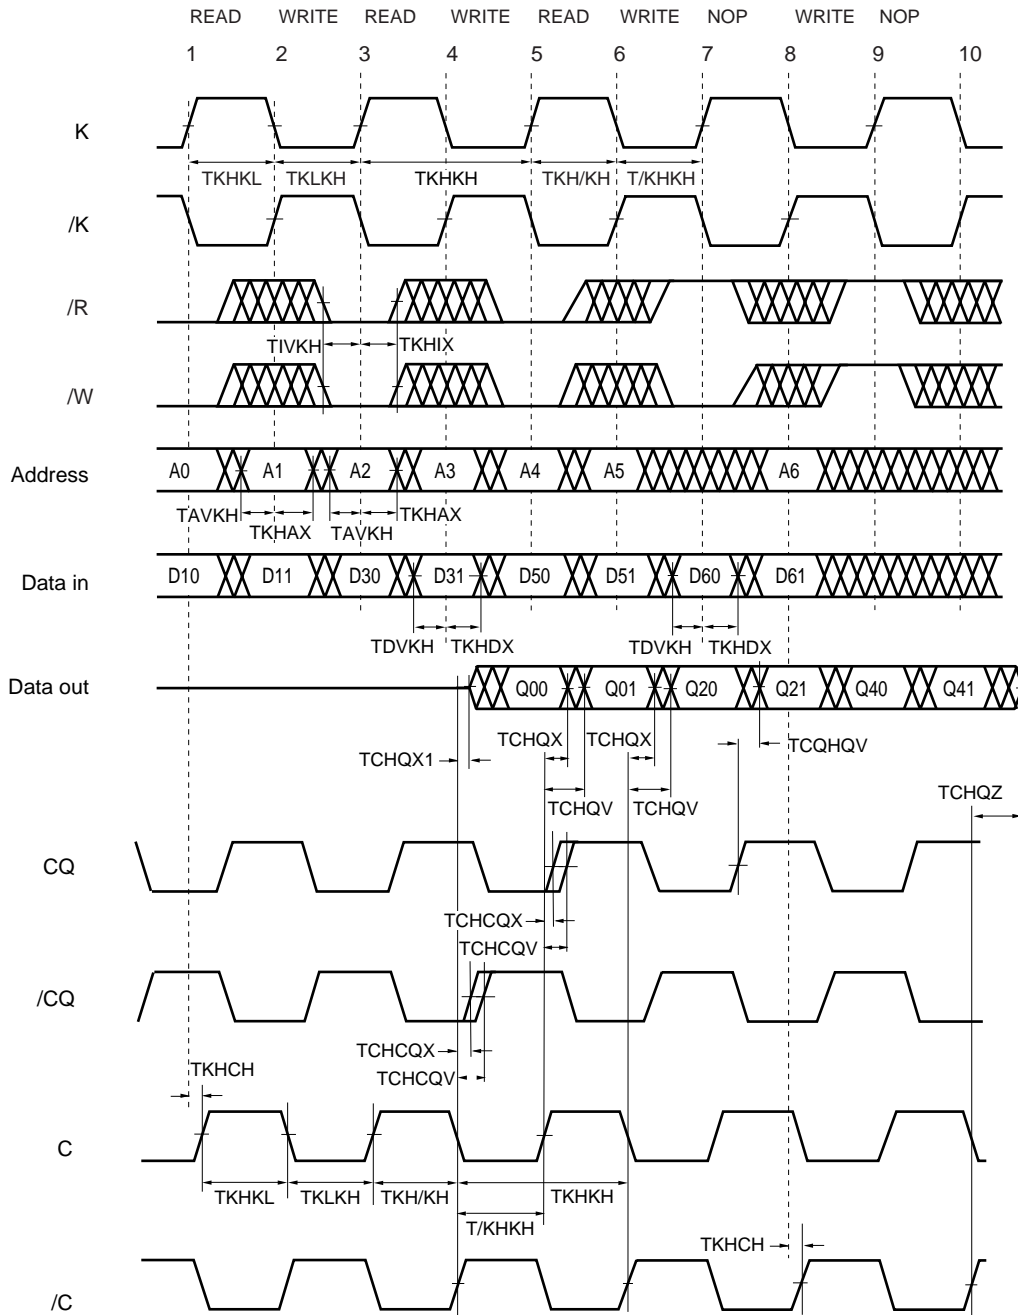 READ WRITE READ WRITE READ WRITE NOP WRITE NOP
1 2 3 4 5 6 7 8 9 10
K
TKHKL TKLKH TKHKH TKH/KH T/KHKH
/K
/R
TIVKH TKHIX
/W
Address A0 A1 A2 A3 A4 A5 A6
TAVKH TKHAX TAVKH TKHAX
Data in D10 D11 D30 D31 D50 D51 D60 D61
TDVKH TKHDX TDVKH TKHDX
Data out Q00 Q01 Q20 Q21 Q40 Q41
TCHQX1 TCHQX TCHQX TCQHQV
TCHQV TCHQV TCHQZ
CQ
TCHCQX
TCHCQV
/CQ
TCHCQX
TCHCQV
TKHCH
C
TKHKL TKLKH TKH/KH TKHKH
T/KHKH
TKHCH
/C